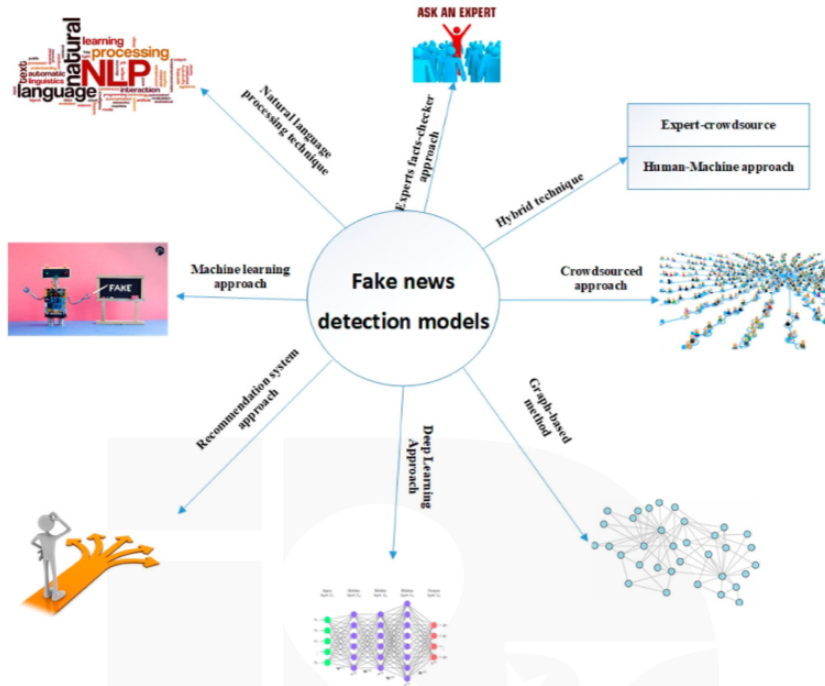 ASK AN EXPERT
learning
natural
processing
text
automatic
linguistics
NLP
language
interaction
Natural language
processing technique
Experts facts-checker
approach
Hybrid technique
Expert-crowdsource
Human-Machine approach
Machine learning
approach
FAKE
Fake news
detection models
Crowdsourced
approach
Recommendation system
approach
Deep Learning
Approach
Graph-based
method